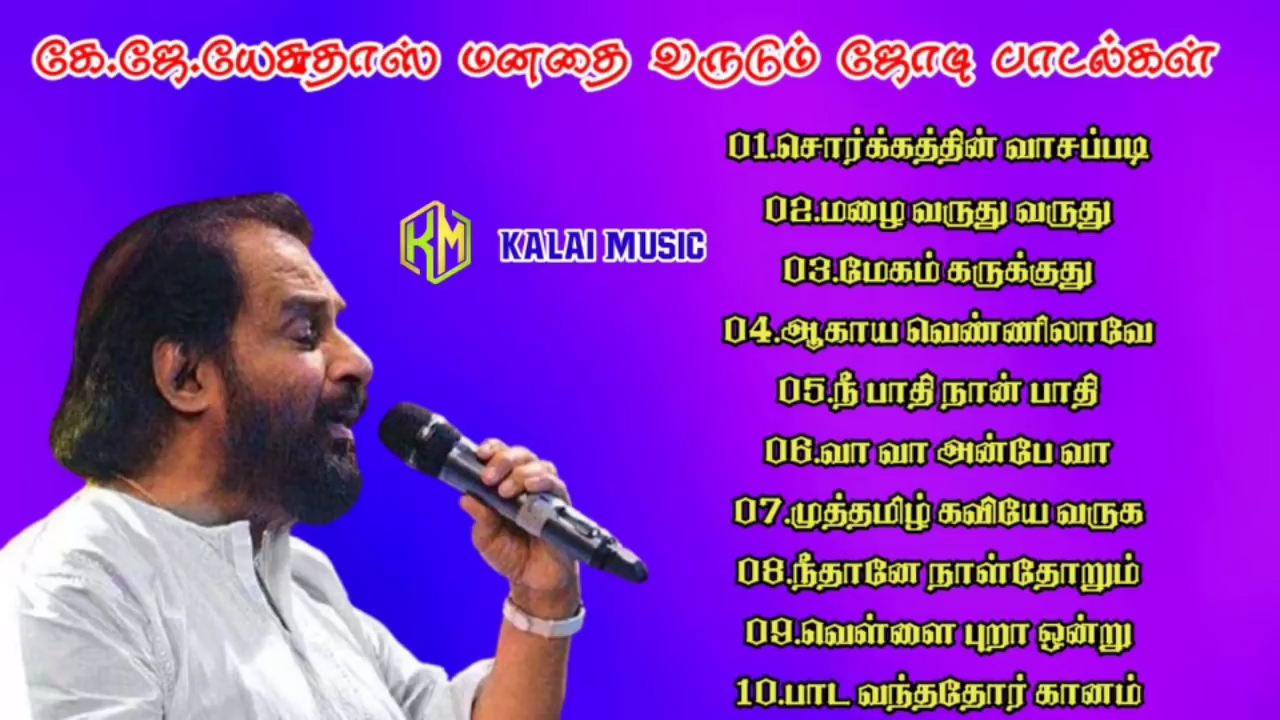 கே.ஜே.யேசுதாஸ் மனதை வருடும் ஜோடி பாடல்கள்
01.சொர்க்கத்தின் வாசப்படி
02.மழை வருது வருது
KM KALAI MUSIC
03.மேகம் கருக்குது
04.ஆகாய வெண்ணிலாவே
05.நீ பாதி நான் பாதி
06.வா வா அன்பே வா
07.முத்தமிழ் கவியே வருக
08.நீதானே நாள்தோறும்
09.வெள்ளை புறா ஒன்று
10.பாட வந்ததோர் கானம்